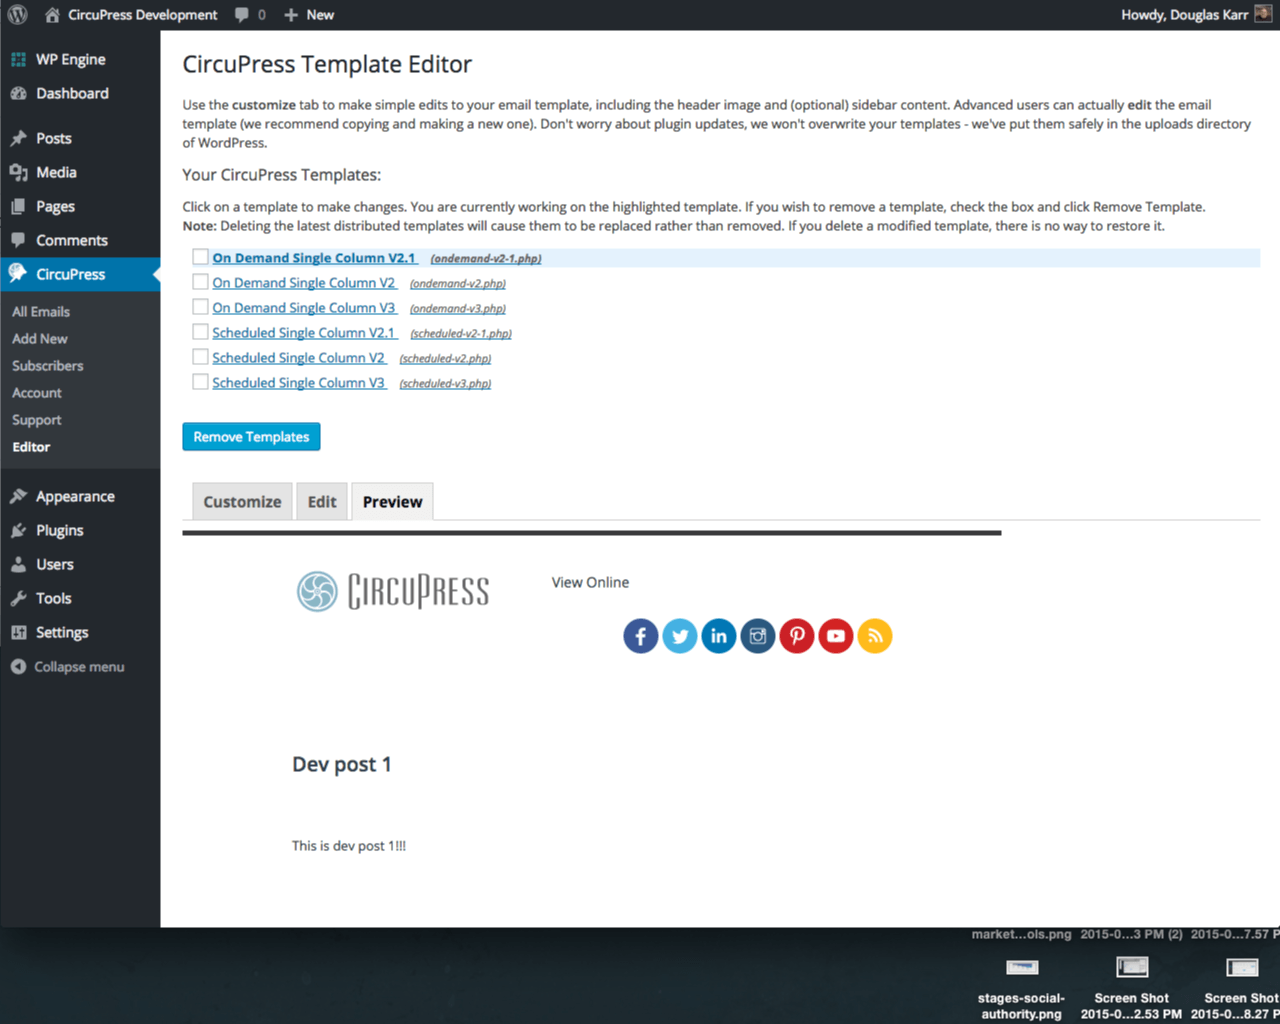 CircuPress Development 0 New Howdy, Douglas Karr
WP Engine
Dashboard
Posts
Media
Pages
Comments
CircuPress
All Emails
Add New
Subscribers
Account
Support
Editor
Appearance
Plugins
Users
Tools
Settings
Collapse menu
CircuPress Template Editor
Use the customize tab to make simple edits to your email template, including the header image and (optional) sidebar content. Advanced users can actually edit the email
template (we recommend copying and making a new one). Don't worry about plugin updates, we won't overwrite your templates - we've put them safely in the uploads directory
of WordPress.
Your CircuPress Templates:
Click on a template to make changes. You are currently working on the highlighted template. If you wish to remove a template, check the box and click Remove Template.
Note: Deleting the latest distributed templates will cause them to be replaced rather than removed. If you delete a modified template, there is no way to restore it.
On Demand Single Column V2.1 (ondemand-v2-1.php)
On Demand Single Column V2 (ondemand-v2.php)
On Demand Single Column V3 (ondemand-v3.php)
Scheduled Single Column V2.1 (scheduled-v2-1.php)
Scheduled Single Column V2 (scheduled-v2.php)
Scheduled Single Column V3 (scheduled-v3.php)
Remove Templates
Customize Edit Preview
CIRCUPRESS View Online
Dev post 1
This is dev post 1!!!
market...ols.png 2015-0...3 PM (2) 2015-0...7.57 P
stages-social- Screen Shot Screen Shot
authority.png 2015-0...2.53 PM 2015-0...8.27 P